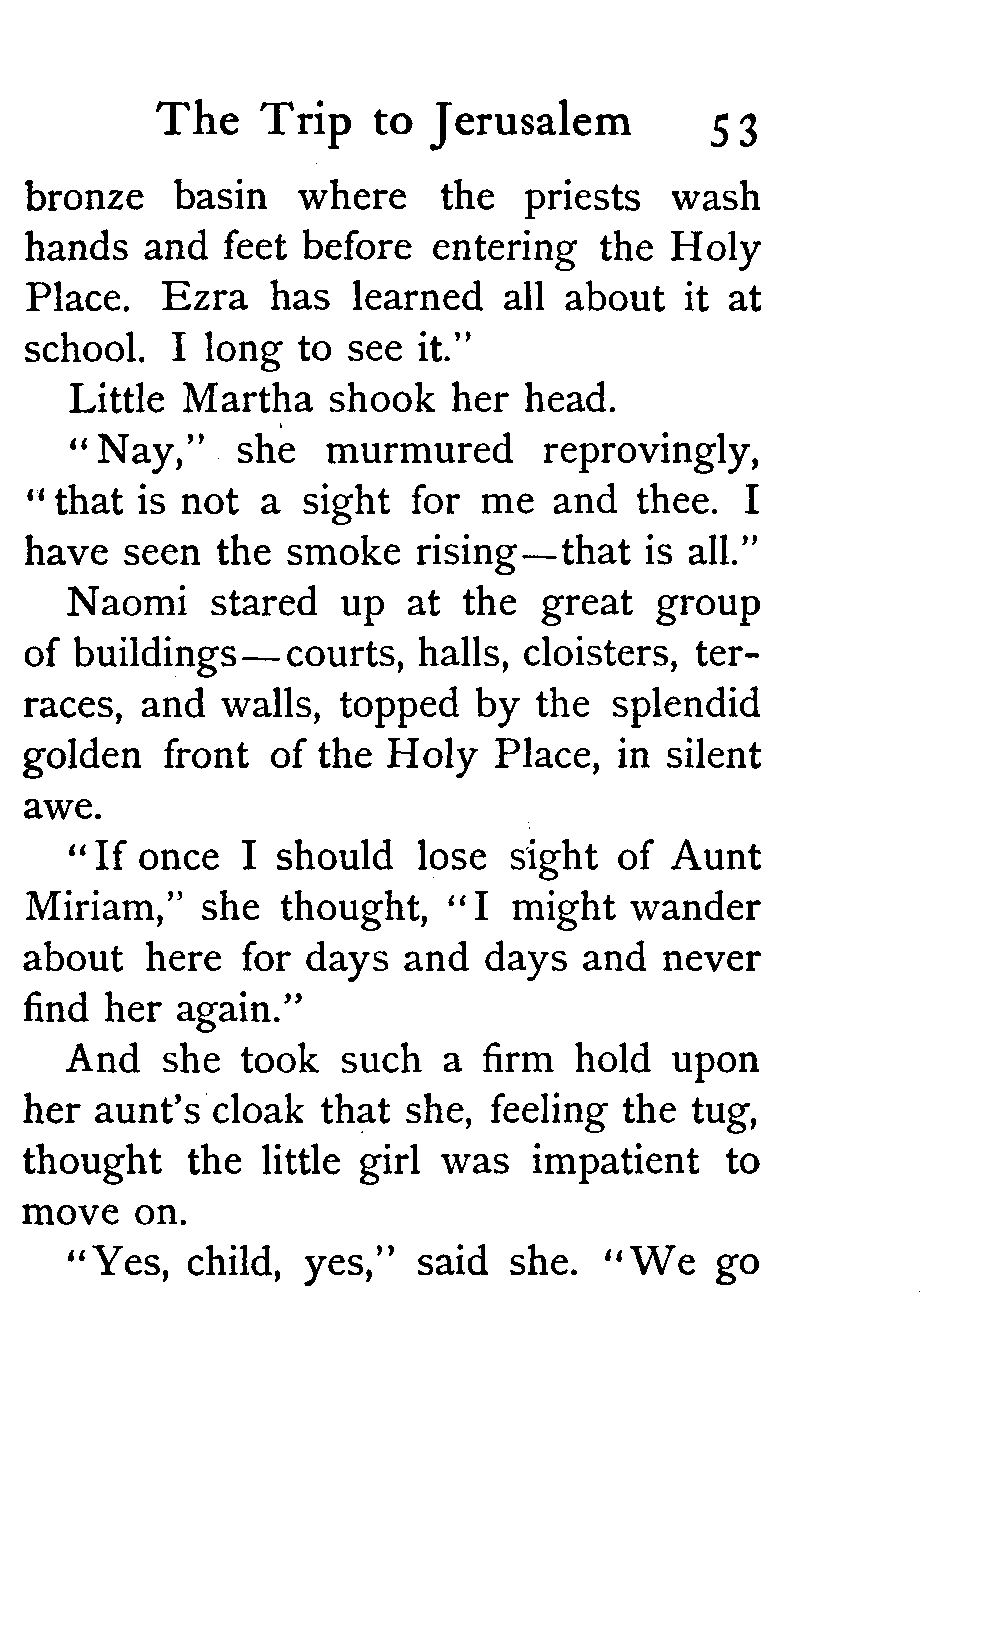 The Trip to Jerusalem 53
bronze basin where the priests wash
hands and feet before entering the Holy
Place. Ezra has learned all about it at
school. I long to see it."
Little Martha shook her head.
"Nay," she murmured reprovingly,
"that is not a sight for me and thee. I
have seen the smoke rising—that is all."
Naomi stared up at the great group
of buildings—courts, halls, cloisters, ter-
races, and walls, topped by the splendid
golden front of the Holy Place, in silent
awe.
"If once I should lose sight of Aunt
Miriam," she thought, "I might wander
about here for days and days and never
find her again."
And she took such a firm hold upon
her aunt's cloak that she, feeling the tug,
thought the little girl was impatient to
move on.
"Yes, child, yes," said she. "We go